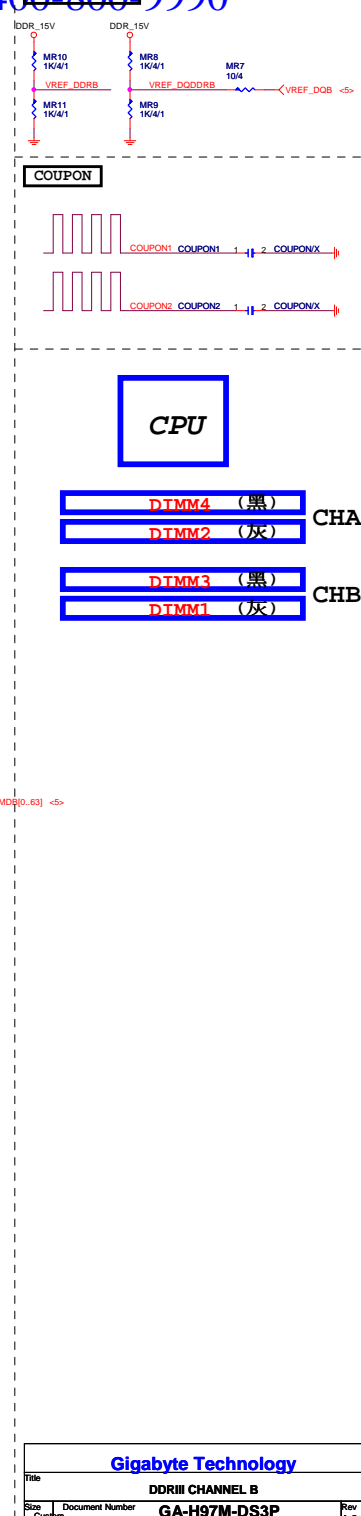 DDR_15V DDR_15V
MR10
1K/4/1
MR8
1K/4/1
MR7
10/4
VREF_DDRB VREF_DQDDRB VREF_DQB <5>
MR11
1K/4/1
MR9
1K/4/1
COUPON
COUPON1 COUPON1 1 2 COUPON/X
COUPON2 COUPON2 1 2 COUPON/X
CPU
DIMM4 (黑)
CHA
DIMM2 (灰)
DIMM3 (黑)
CHB
DIMM1 (灰)
MDB[0..63] <5>
Gigabyte Technology
Title
DDRIII CHANNEL B
Size Document Number GA-H97M-DS3P Rev